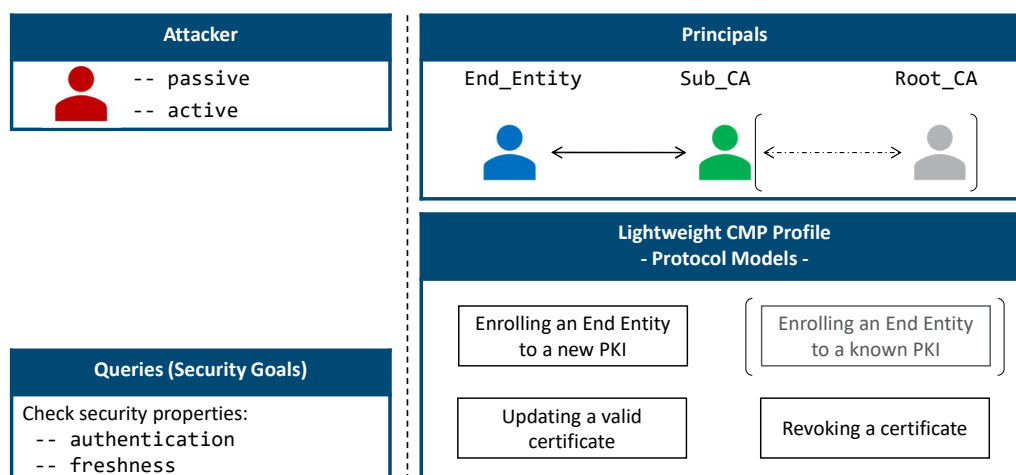 Attacker
-- passive
-- active
Queries (Security Goals)
Check security properties:
-- authentication
-- freshness
Principals
End_Entity Sub_CA Root_CA
Lightweight CMP Profile
- Protocol Models -
Enrolling an End Entity
to a new PKI
Enrolling an End Entity
to a known PKI
Updating a valid
certificate
Revoking a certificate